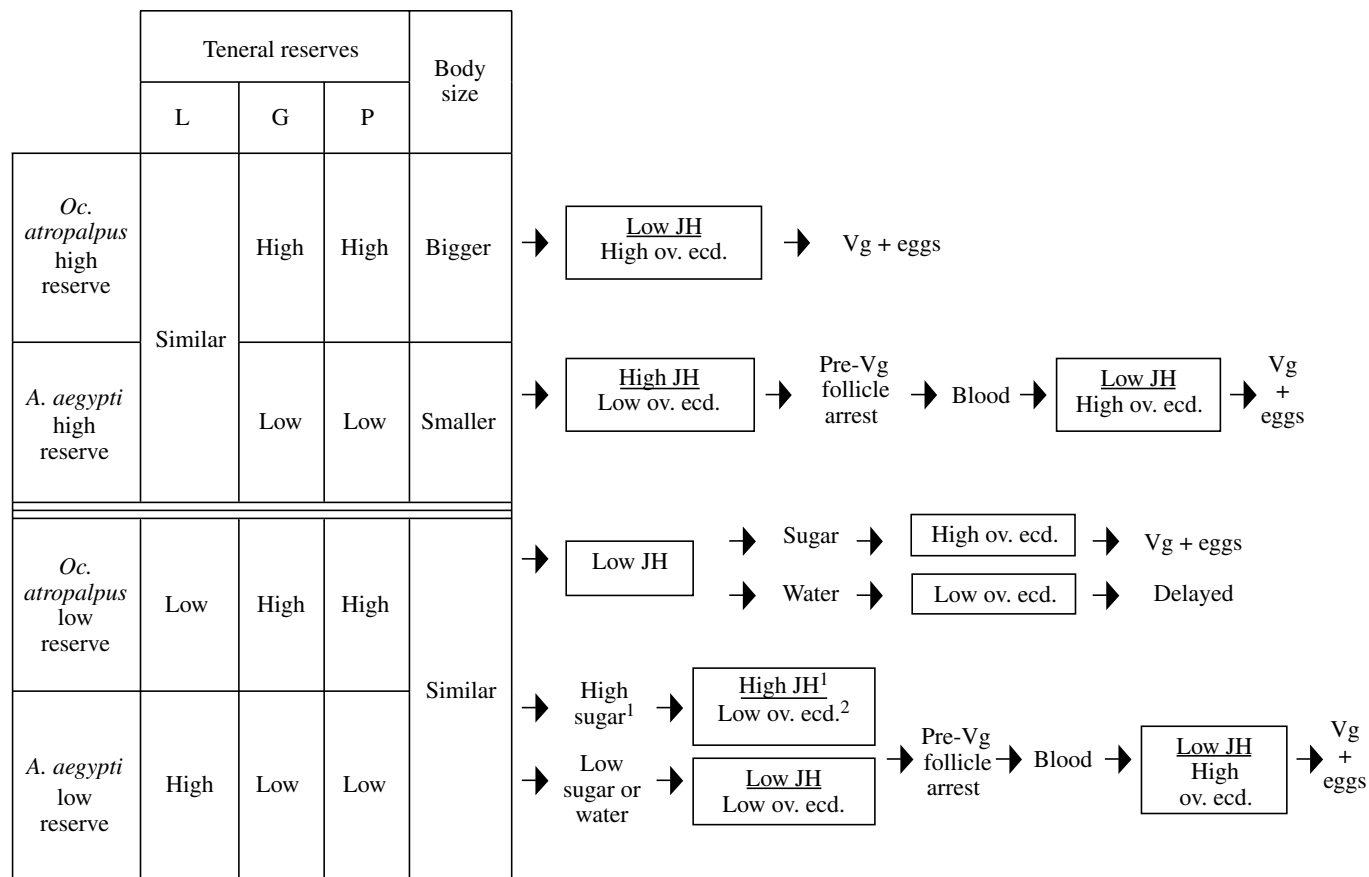 Teneral reserves
Body
size
L
G
P
Oc.
atropalpus
high
reserve
Similar
High
High
Bigger
Low JH
High ov. ecd.
Vg + eggs
A. aegypti
high
reserve
Low
Low
Smaller
High JH
Low ov. ecd.
Pre-Vg
follicle
arrest
Blood
Low JH
High ov. ecd.
Vg
+
eggs
Oc.
atropalpus
low
reserve
Low
High
High
Similar
Low JH
Sugar
High ov. ecd.
Vg + eggs
Water
Low ov. ecd.
Delayed
A. aegypti
low
reserve
High
Low
Low
High
sugar¹
High JH¹
Low ov. ecd.²
Low
sugar or
water
Low JH
Low ov. ecd.
Pre-Vg
follicle
arrest
Blood
Low JH
High
ov. ecd.
Vg
+
eggs